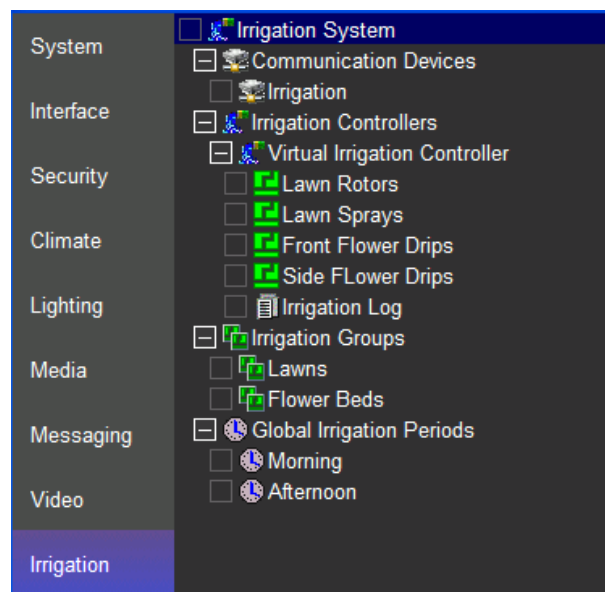 System
Interface
Security
Climate
Lighting
Media
Messaging
Video
Irrigation
Irrigation System
Communication Devices
Irrigation
Irrigation Controllers
Virtual Irrigation Controller
Lawn Rotors
Lawn Sprays
Front Flower Drips
Side FLower Drips
Irrigation Log
Irrigation Groups
Lawns
Flower Beds
Global Irrigation Periods
Morning
Afternoon